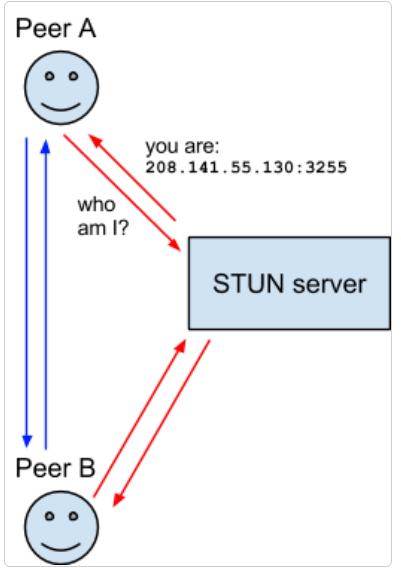 Peer A
you are:
208.141.55.130:3255
who
am I?
STUN server
Peer B